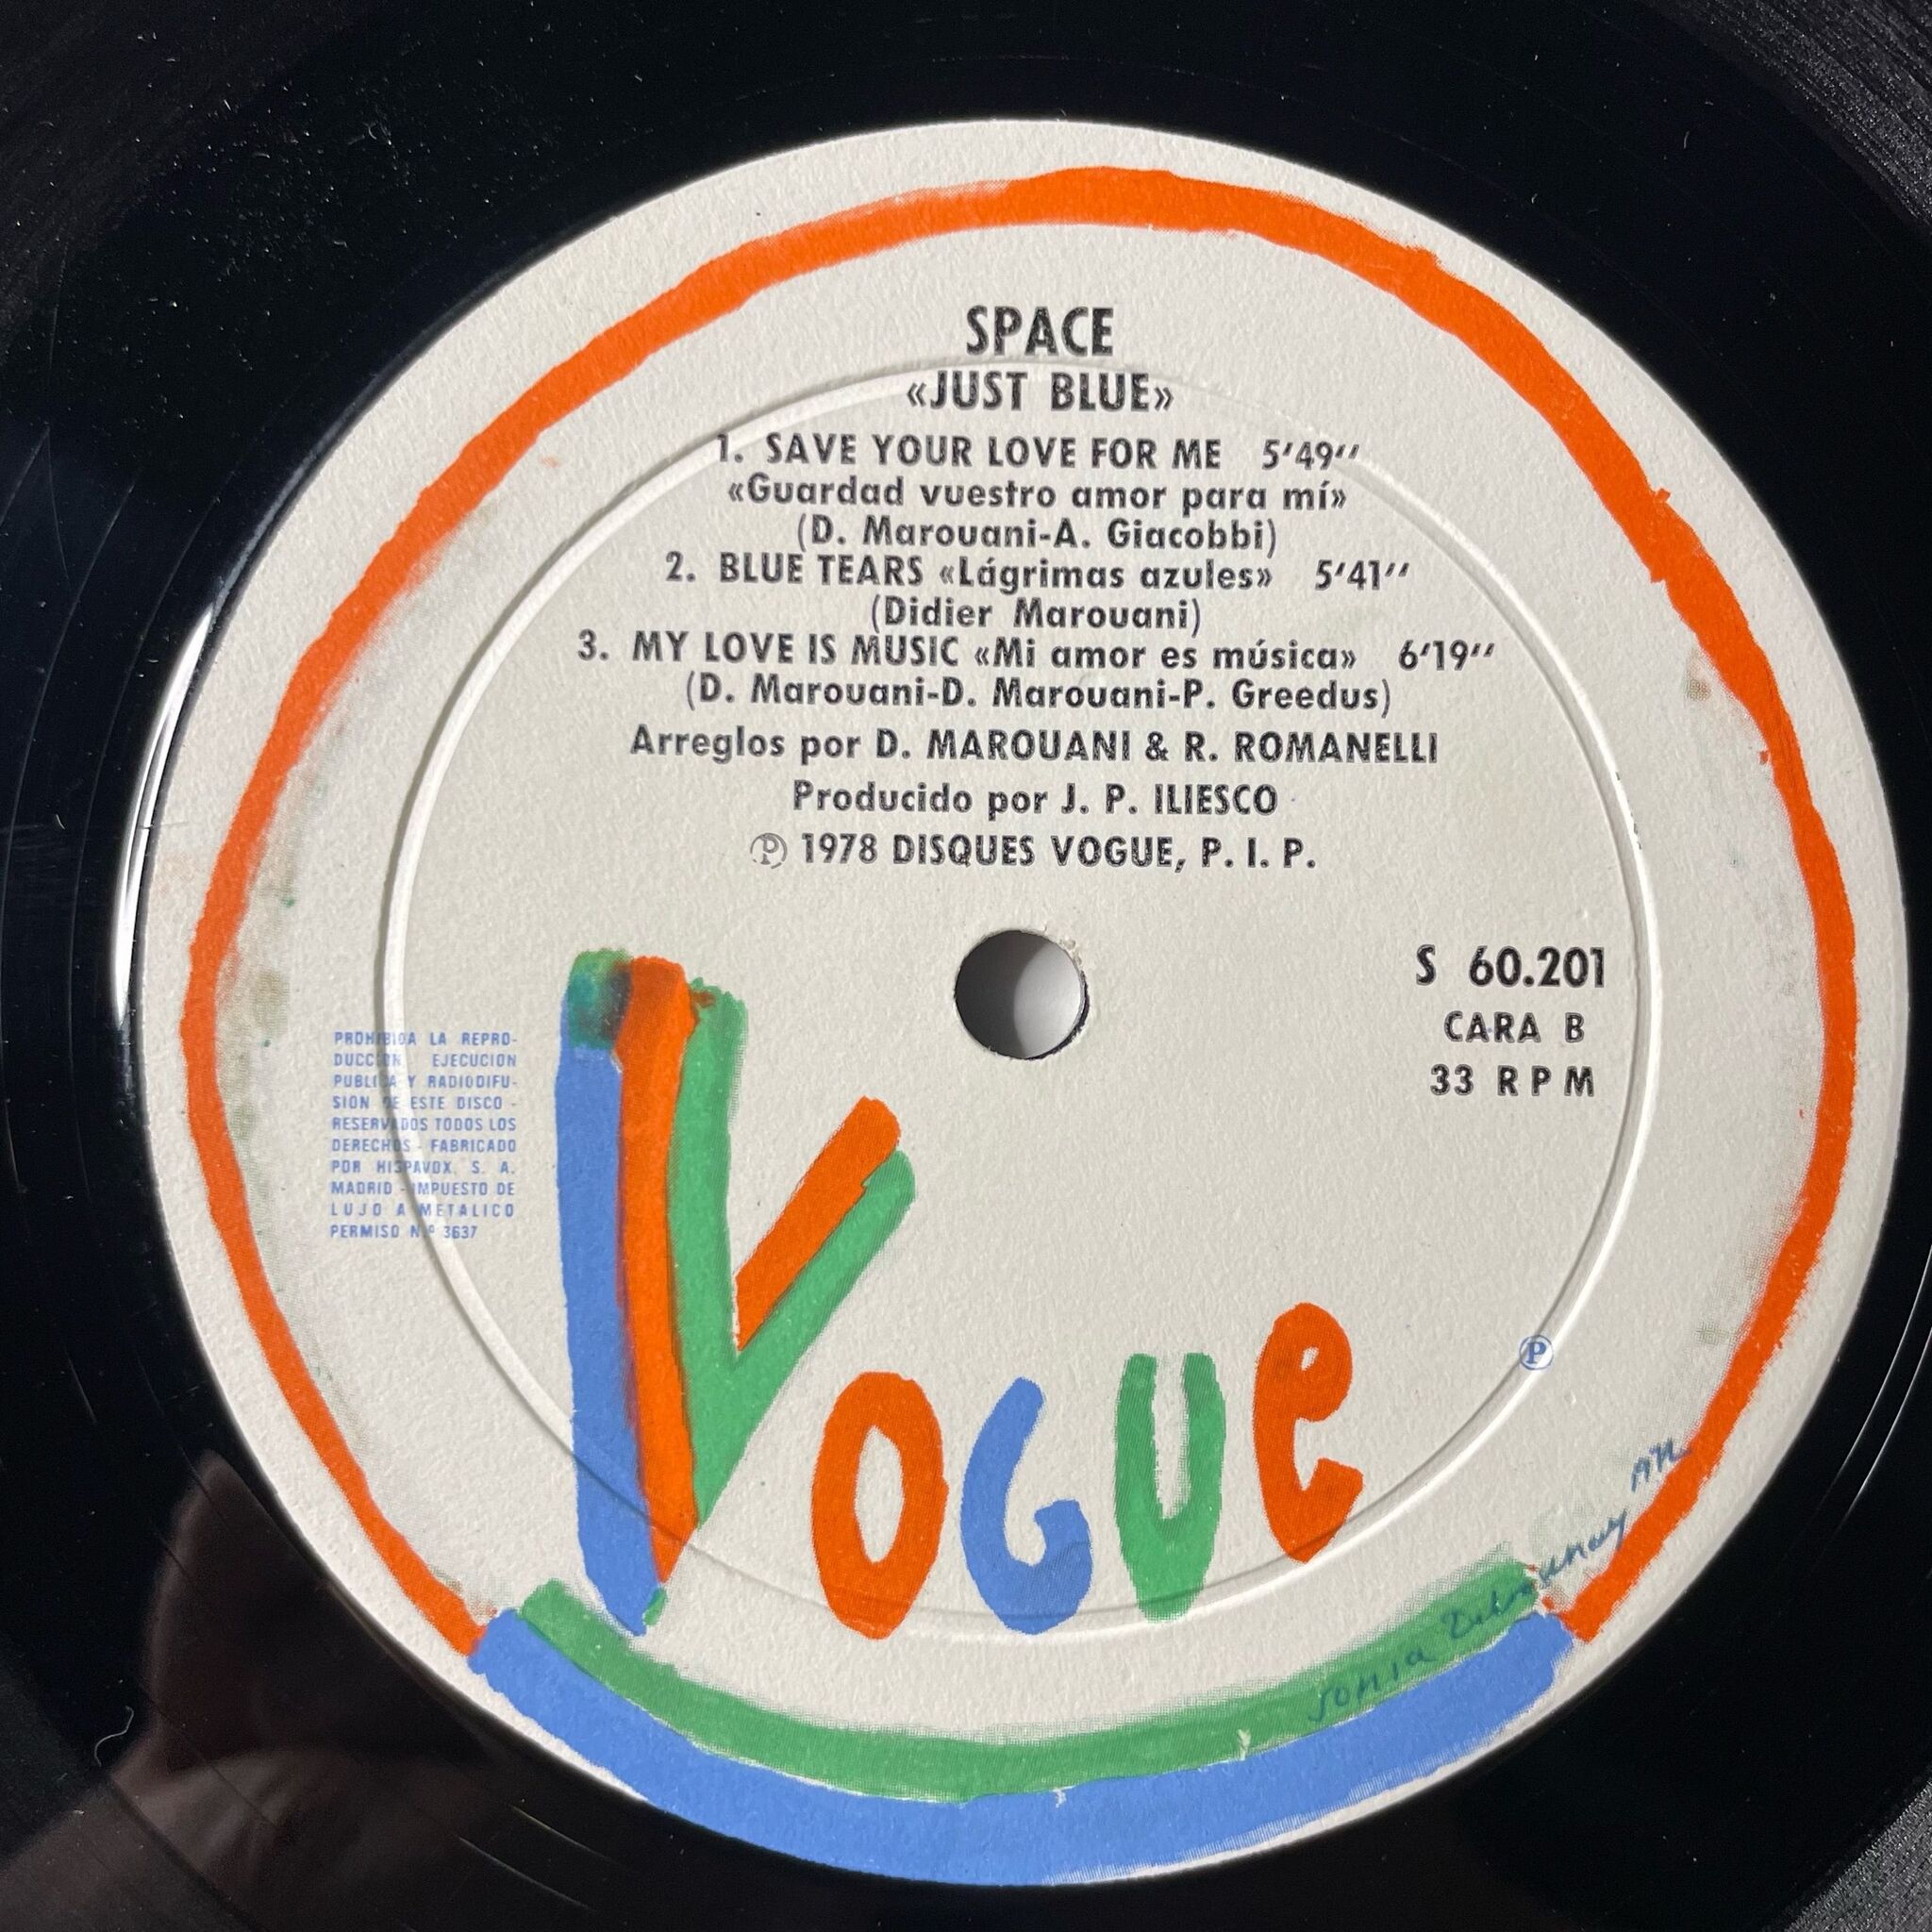 SPACE
«JUST BLUE»
1. SAVE YOUR LOVE FOR ME 5'49''
«Guardad vuestro amor para mí»
(D. Marouani-A. Giacobbi)
2. BLUE TEARS «Lágrimas azules» 5'41''
(Didier Marouani)
3. MY LOVE IS MUSIC «Mi amor es música» 6'19''
(D. Marouani-D. Marouani-P. Greedus)
Arreglos por D. MAROUANI & R. ROMANELLI
Producido por J. P. ILIESCO
℗ 1978 DISQUES VOGUE, P. I. P.
S 60.201
CARA B
33 RPM
PROHIBIDA LA REPRO-
DUCCION EJECUCION
PUBLICA Y RADIODIFU-
SION DE ESTE DISCO -
RESERVADOS TODOS LOS
DERECHOS - FABRICADO
POR HISPAVOX, S. A.
MADRID - IMPUESTO DE
LUJO A METALICO
PERMISO N.º 3637
VOGUE
℗
Sonia Delaunay